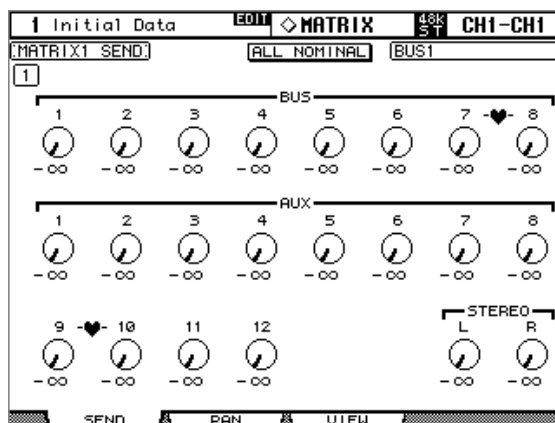 1 Initial Data EDIT ◇MATRIX 48k ST CH1-CH1
MATRIX1 SEND ALL NOMINAL BUS1
1
BUS
1 2 3 4 5 6 7 -♥- 8
-∞ -∞ -∞ -∞ -∞ -∞ -∞ -∞
AUX
1 2 3 4 5 6 7 8
-∞ -∞ -∞ -∞ -∞ -∞ -∞ -∞
STEREO
9 -♥- 10 11 12 L R
-∞ -∞ -∞ -∞ -∞ -∞
SEND PAN VIEW